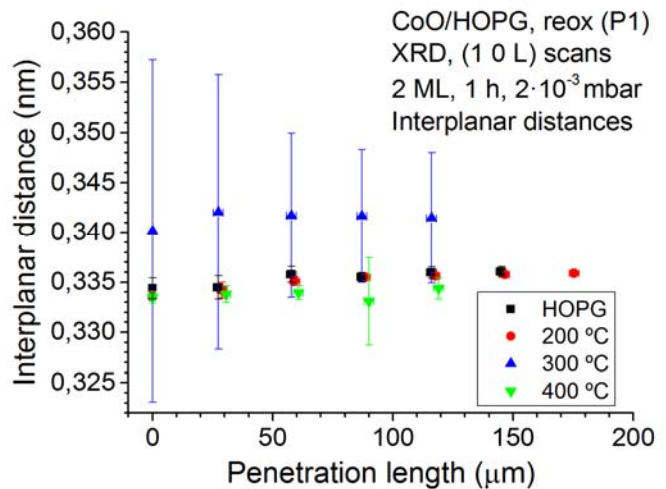 CoO/HOPG, reox (P1)
XRD, (1 0 L) scans
2 ML, 1 h, 2·10⁻³ mbar
Interplanar distances
0,360
0,355
0,350
0,345
0,340
0,335
0,330
0,325
Interplanar distance (nm)
HOPG
200 ºC
300 ºC
400 ºC
0
50
100
150
200
Penetration length (μm)